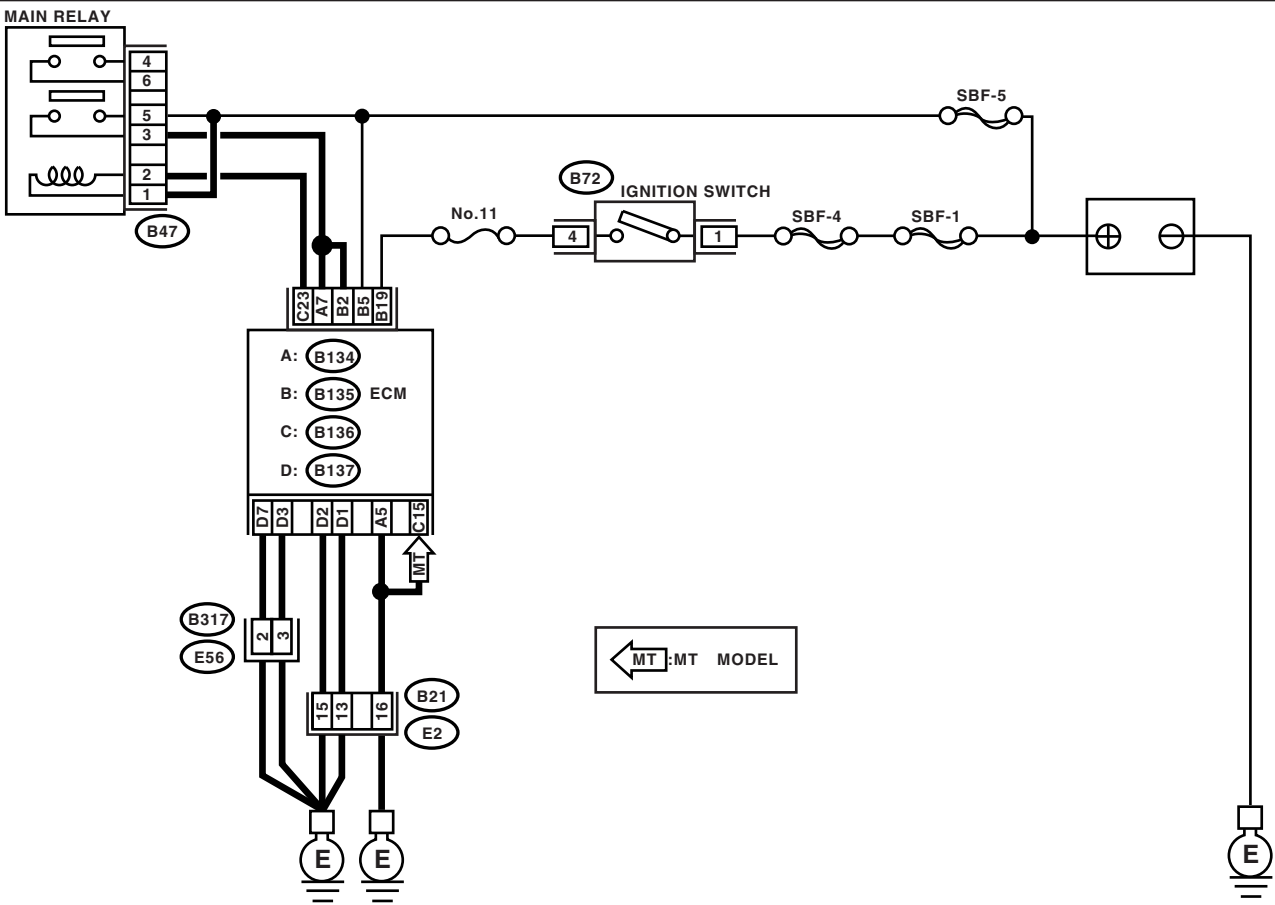 MAIN RELAY
4
6
5
3
2
1
B47
SBF-5
B72
IGNITION SWITCH
No.11
4
1
SBF-4
SBF-1
C23
A7
B2
B5
B19
A: B134
B: B135 ECM
C: B136
D: B137
D7
D3
D2
D1
A5
C15
MT
B317
E56
2
3
15
13
16
B21
E2
MT :MT MODEL
E
E
E